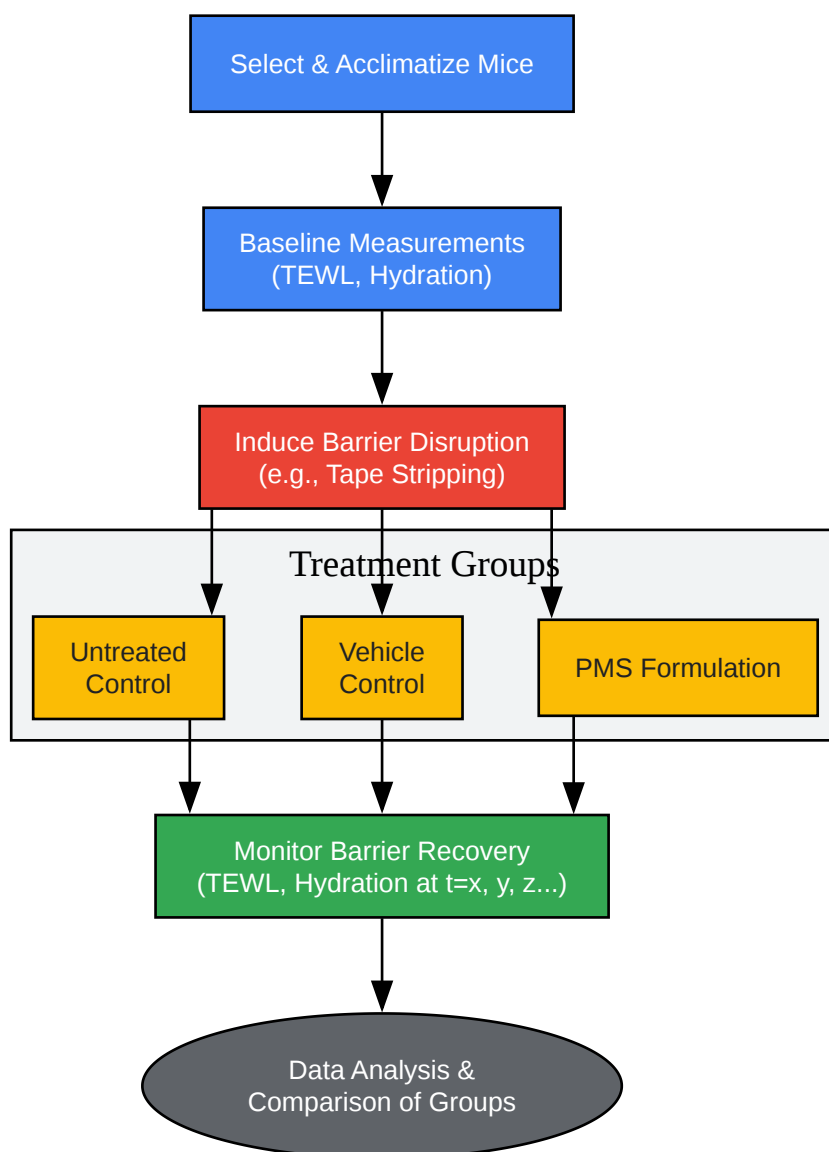 Select & Acclimatize Mice
Baseline Measurements
(TEWL, Hydration)
Induce Barrier Disruption
(e.g., Tape Stripping)
Treatment Groups
Untreated
Control
Vehicle
Control
PMS Formulation
Monitor Barrier Recovery
(TEWL, Hydration at t=x, y, z...)
Data Analysis &
Comparison of Groups